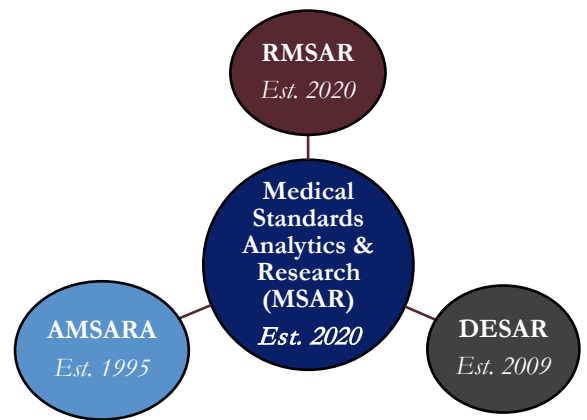 RMSAR
Est. 2020
Medical
Standards
Analytics &
Research
(MSAR)
Est. 2020
AMSARA
Est. 1995
DESAR
Est. 2009